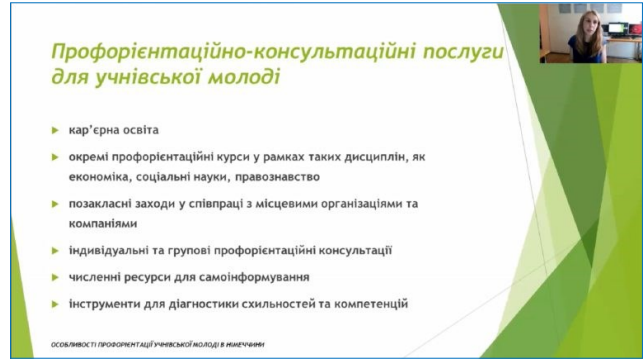 Профорієнтаційно-консультаційні послуги
для учнівської молоді
кар’єрна освіта
окремі профорієнтаційні курси у рамках таких дисциплін, як
економіка, соціальні науки, правознавство
позакласні заходи у співпраці з місцевими організаціями та
компаніями
індивідуальні та групові профорієнтаційні консультації
численні ресурси для самоінформування
інструменти для діагностики схильностей та компетенцій
ОСОБЛИВОСТІ ПРОФОРІЄНТАЦІЇ УЧНІВСЬКОЇ МОЛОДІ В НІМЕЧЧИНИ